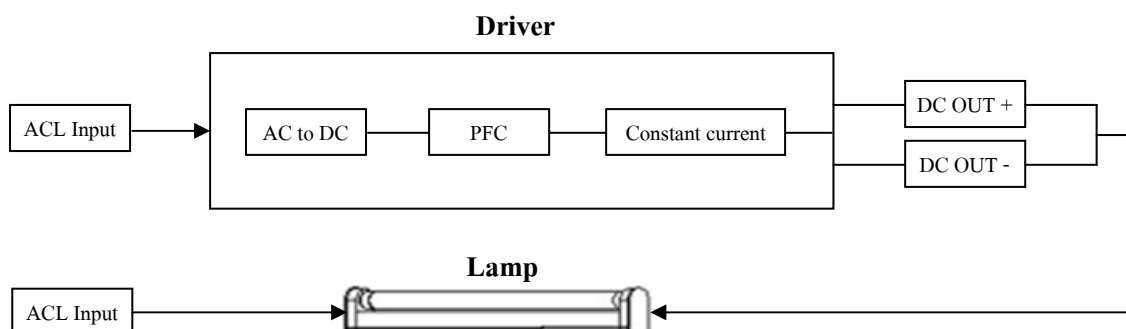 Driver
ACL Input
AC to DC
PFC
Constant current
DC OUT +
DC OUT -
Lamp
ACL Input